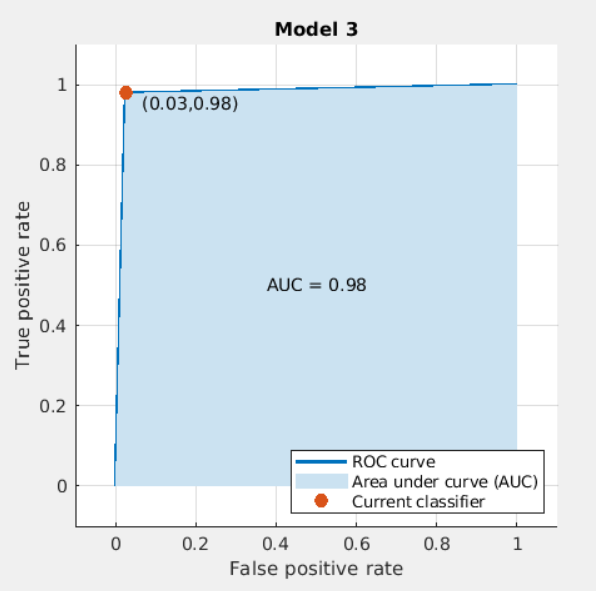 Model 3
1
(0.03,0.98)
0.8
0.6
AUC = 0.98
0.4
0.2
0
True positive rate
ROC curve
Area under curve (AUC)
Current classifier
0 0.2 0.4 0.6 0.8 1
False positive rate